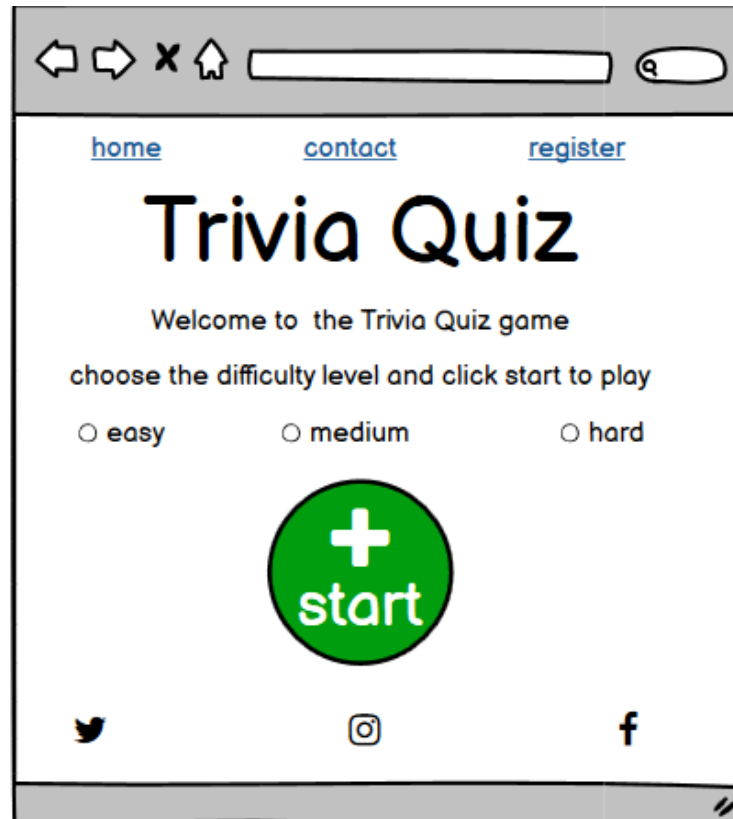 home contact register
Trivia Quiz
Welcome to the Trivia Quiz game
choose the difficulty level and click start to play
easy medium hard
start